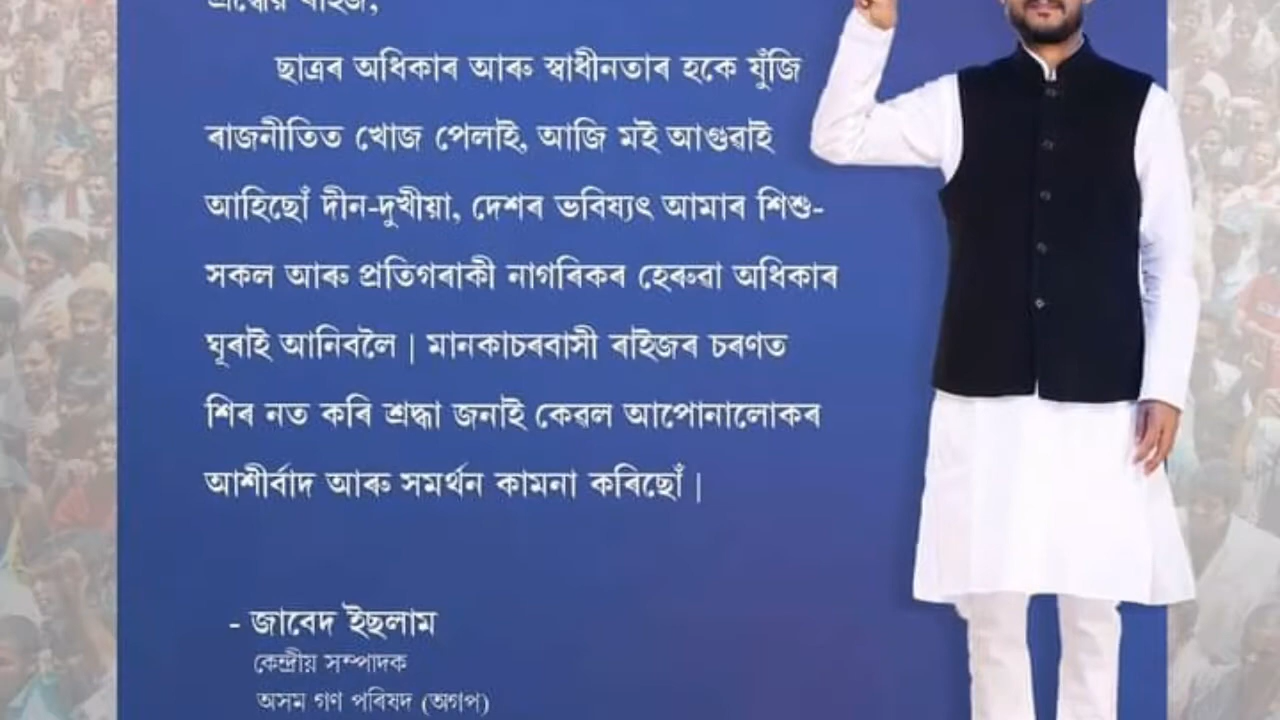 শ্ৰদ্ধেয় ৰাইজ,
ছাত্ৰৰ অধিকাৰ আৰু স্বাধীনতাৰ হকে যুঁজি
ৰাজনীতিত খোজ পেলাই, আজি মই আগুৱাই
আহিছোঁ দীন-দুখীয়া, দেশৰ ভবিষ্যৎ আমাৰ শিশু-
সকল আৰু প্ৰতিগৰাকী নাগৰিকৰ হেৰুৱা অধিকাৰ
ঘূৰাই আনিবলৈ | মানকাচৰবাসী ৰাইজৰ চৰণত
শিৰ নত কৰি শ্ৰদ্ধা জনাই কেৱল আপোনালোকৰ
আশীৰ্বাদ আৰু সমৰ্থন কামনা কৰিছোঁ |
- জাবেদ ইছলাম
কেন্দ্ৰীয় সম্পাদক
অসম গণ পৰিষদ (অগপ)